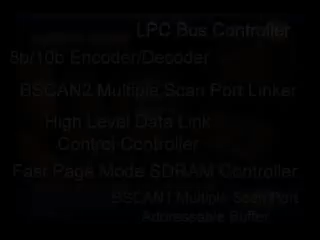 LPC Bus Controller
8b/10b Encoder/Decoder
BSCAN2 Multiple Scan Port Linker
High Level Data Link
Control Controller
Fast Page Mode SDRAM Controller
BSCAN1 Multiple Scan Port
Addressable Buffer